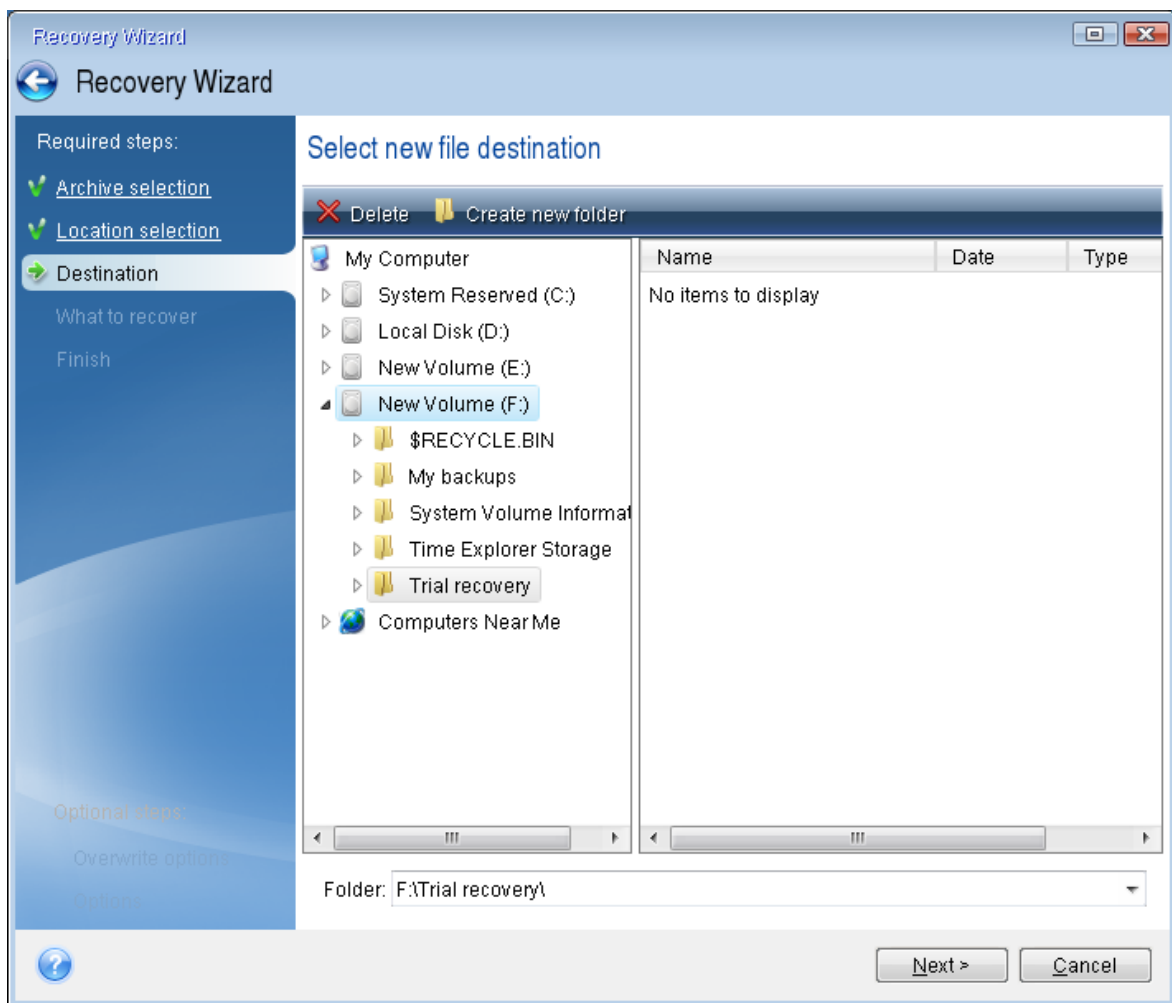 Recovery Wizard
Recovery Wizard
Required steps:
Archive selection
Location selection
Destination
What to recover
Finish
Optional steps:
Overwrite options
Options
Select new file destination
Delete Create new folder
My Computer
System Reserved (C:)
Local Disk (D:)
New Volume (E:)
New Volume (F:)
$RECYCLE.BIN
My backups
System Volume Informat
Time Explorer Storage
Trial recovery
Computers Near Me
Name Date Type
No items to display
Folder: F:\Trial recovery\
Next > Cancel